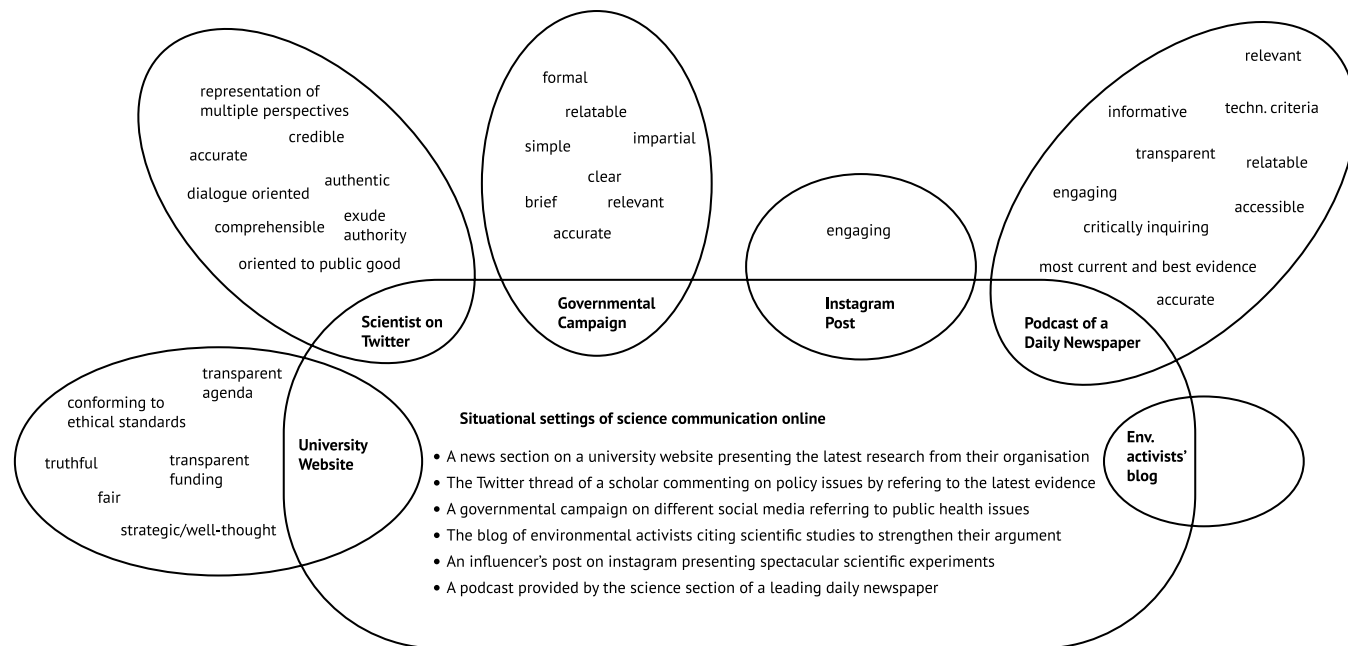 representation of
multiple perspectives
credible
accurate
authentic
dialogue oriented
exude
authority
comprehensible
oriented to public good
Scientist on
Twitter
formal
relatable
impartial
simple
clear
brief
relevant
accurate
Governmental
Campaign
engaging
Instagram
Post
relevant
informative
techn. criteria
transparent
relatable
engaging
accessible
critically inquiring
most current and best evidence
accurate
Podcast of a
Daily Newspaper
transparent
agenda
conforming to
ethical standards
truthful
transparent
funding
fair
strategic/well-thought
University
Website
Situational settings of science communication online
• A news section on a university website presenting the latest research from their organisation
• The Twitter thread of a scholar commenting on policy issues by refering to the latest evidence
• A governmental campaign on different social media referring to public health issues
• The blog of environmental activists citing scientific studies to strengthen their argument
• An influencer's post on instagram presenting spectacular scientific experiments
• A podcast provided by the science section of a leading daily newspaper
Env.
activists'
blog